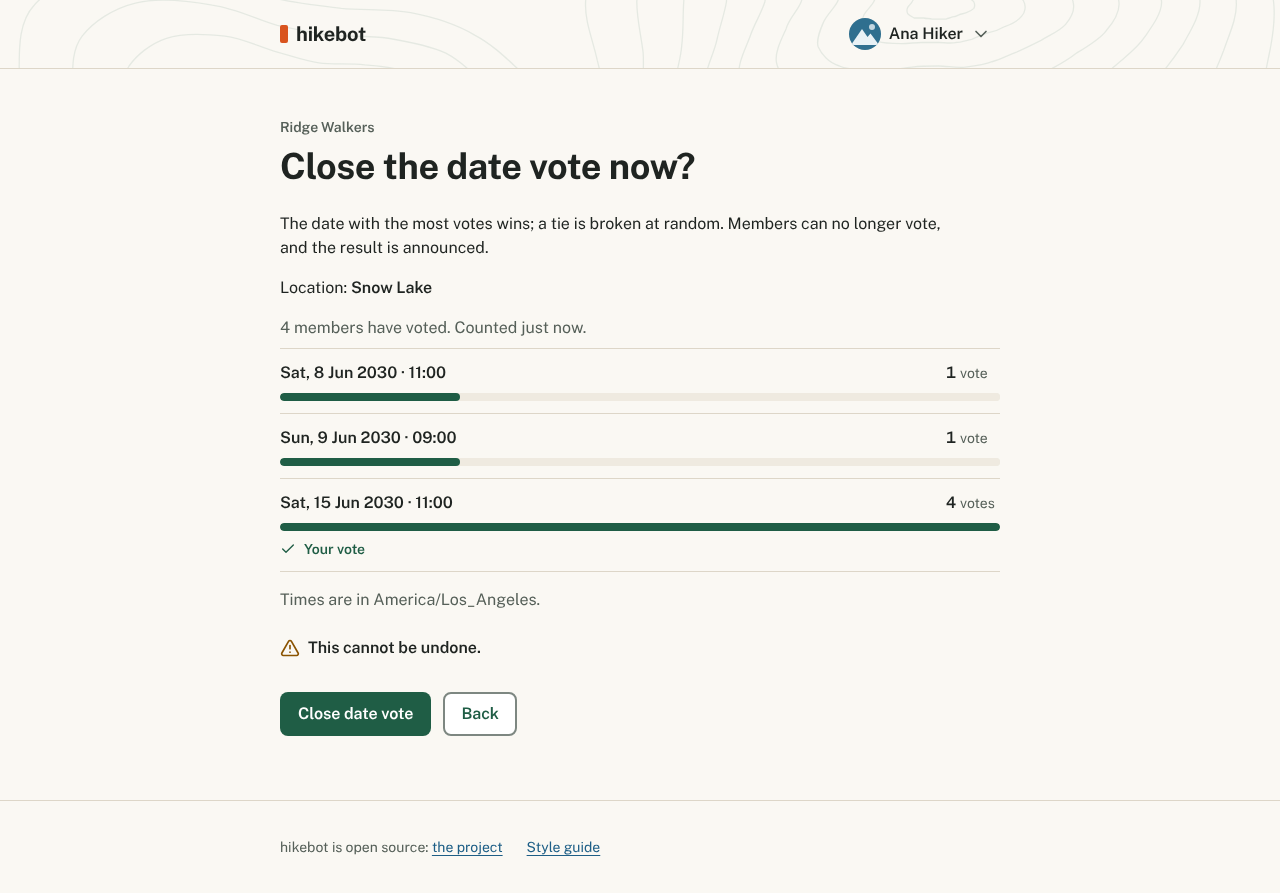 hikebot
Ana Hiker
Ridge Walkers
Close the date vote now?
The date with the most votes wins; a tie is broken at random. Members can no longer vote,
and the result is announced.
Location: Snow Lake
4 members have voted. Counted just now.
Sat, 8 Jun 2030 · 11:00 1 vote
Sun, 9 Jun 2030 · 09:00 1 vote
Sat, 15 Jun 2030 · 11:00 4 votes
Your vote
Times are in America/Los_Angeles.
This cannot be undone.
Close date vote Back
hikebot is open source: the project Style guide